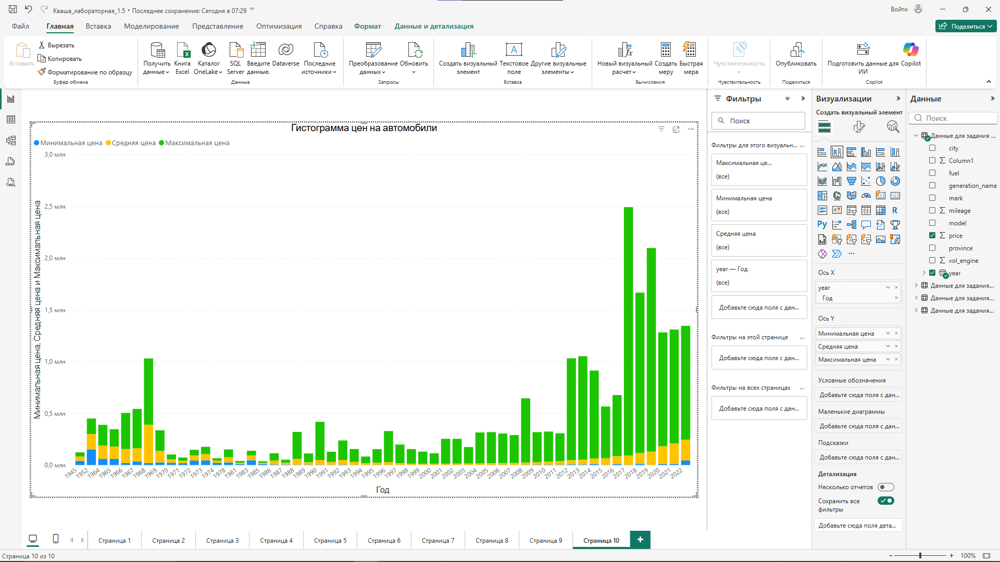 Кваша_лабораторная_1.5 • Последнее сохранение: Сегодня в 07:29
Войти
Файл
Главная
Вставка
Моделирование
Представление
Оптимизация
Справка
Формат
Данные и детализация
Поделиться
Вставить
Вырезать
Копировать
Форматирование по образцу
Буфер обмена
Получить данные
Книга Excel
Каталог OneLake
SQL Server
Введите данные.
Dataverse
Последние источники
Данные
Преобразование данных
Обновить
Запросы
Создать визуальный элемент
Текстовое поле
Другие визуальные элементы
Вставка
Новый визуальный расчет
Создать меру
Быстрая мера
Вычисления
Чувствительность
Чувствительность
Опубликовать
Поделиться
Подготовить данные для ИИ
Copilot
Copilot
DAX
TMDL
Гистограмма цен на автомобили
Минимальная цена
Средняя цена
Максимальная цена
Минимальная цена, Средняя цена и Максимальная цена
3,0 млн
2,5 млн
2,0 млн
1,5 млн
1,0 млн
0,5 млн
0,0 млн
1945 1952 1964 1965 1966 1967 1968 1969 1970 1971 1972 1973 1974 1978 1981 1983 1985 1986 1987 1988 1989 1990 1991 1992 1993 1994 1995 1996 1997 1998 1999 2000 2001 2002 2003 2004 2005 2006 2007 2008 2009 2010 2011 2012 2013 2014 2015 2016 2017 2018 2019 2020 2021 2022
Год
Фильтры
Поиск
Фильтры для этого визуальн... ...
Максимальная це...
(все)
Минимальная цена
(все)
Средняя цена
(все)
year — Год
(все)
Добавьте сюда поля с дан...
Фильтры на этой странице ...
Добавьте сюда поля с дан...
Фильтры на всех страницах ...
Добавьте сюда поля с дан...
Визуализации
Создать визуальный элемент
123
123
R
Py
...
Ось X
year
Год
Ось Y
Минимальная цена
Средняя цена
Максимальная цена
Условные обозначения
Добавьте сюда поля с дан...
Маленькие диаграммы
Добавьте сюда поля с дан...
Подсказки
Добавьте сюда поля с дан...
Детализация
Несколько отчетов
Сохранить все фильтры
Добавьте сюда поля дета...
Данные
Поиск
Данные для задания ...
city
Column1
fuel
generation_name
mark
mileage
model
price
province
vol_engine
year
Данные для задания...
Данные для задания...
Данные для задания...
Страница 1
Страница 2
Страница 3
Страница 4
Страница 5
Страница 6
Страница 7
Страница 8
Страница 9
Страница 10
+
Страница 10 из 10
- + 100%